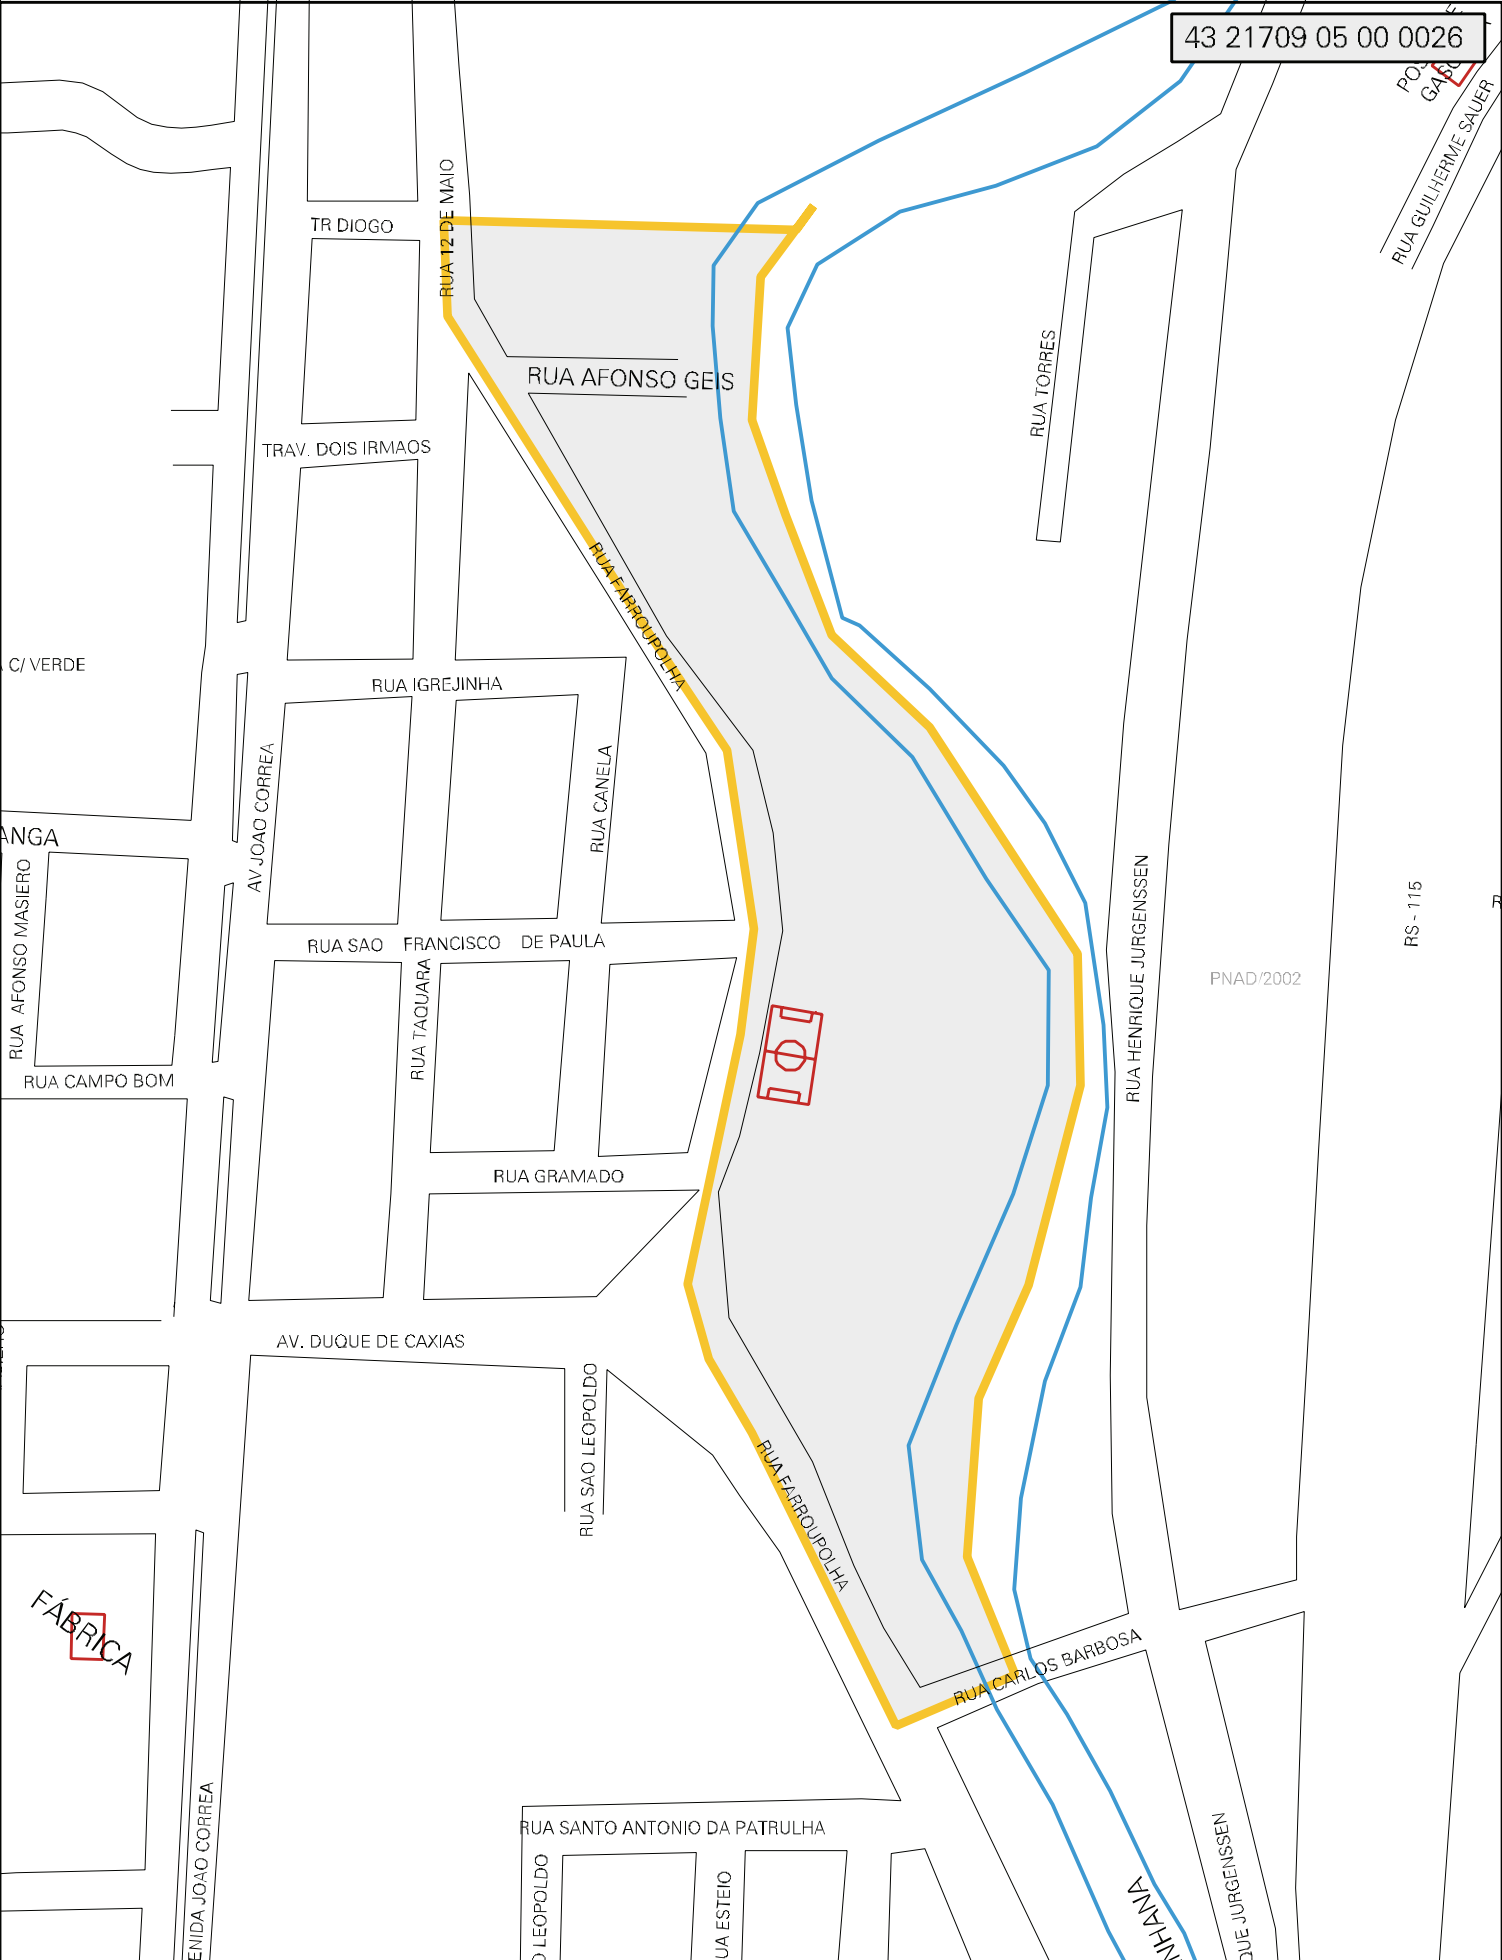 43 21709 05 00 0026
RUA GUILHERME SAUER
RUA 12 DE MAIO
TR DIOGO
RUA AFONSO GEIS
RUA TORRES
TRAV. DOIS IRMAOS
RUA FARROUPOLHA
C/ VERDE
RUA IGREJINHA
AV JOAO CORREA
RUA CANELA
ANGA
RUA AFONSO MASIERO
RUA HENRIQUE JURGENSSEN
RS - 115
RUA SAO FRANCISCO DE PAULA
PNAD/2002
RUA TAQUARA
RUA CAMPO BOM
RUA GRAMADO
AV. DUQUE DE CAXIAS
RUA SAO LEOPOLDO
RUA FARROUPOLHA
FÁBRICA
RUA CARLOS BARBOSA
ENIDA JOAO CORREA
RUA SANTO ANTONIO DA PATRULHA
O LEOPOLDO
UA ESTEIO
NHANA
QUE JURGENSSEN